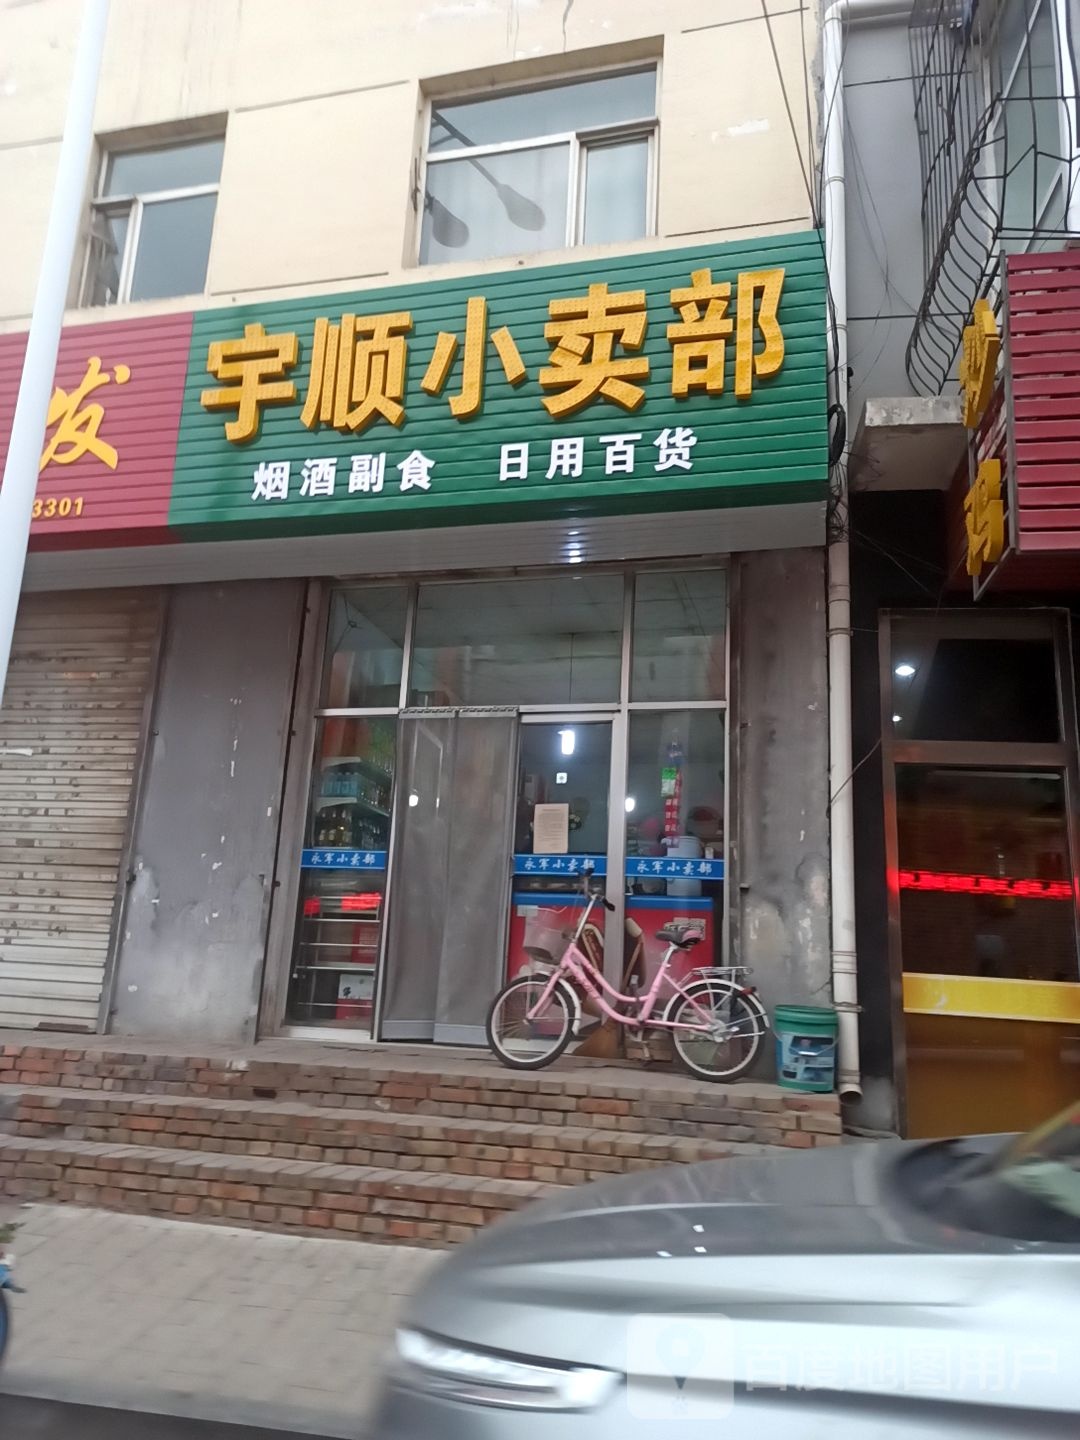 宇顺小卖部
烟酒副食 日用百货
发
3301
永军小卖部
永军小卖部
永军小卖部
鸡
百度地图用户